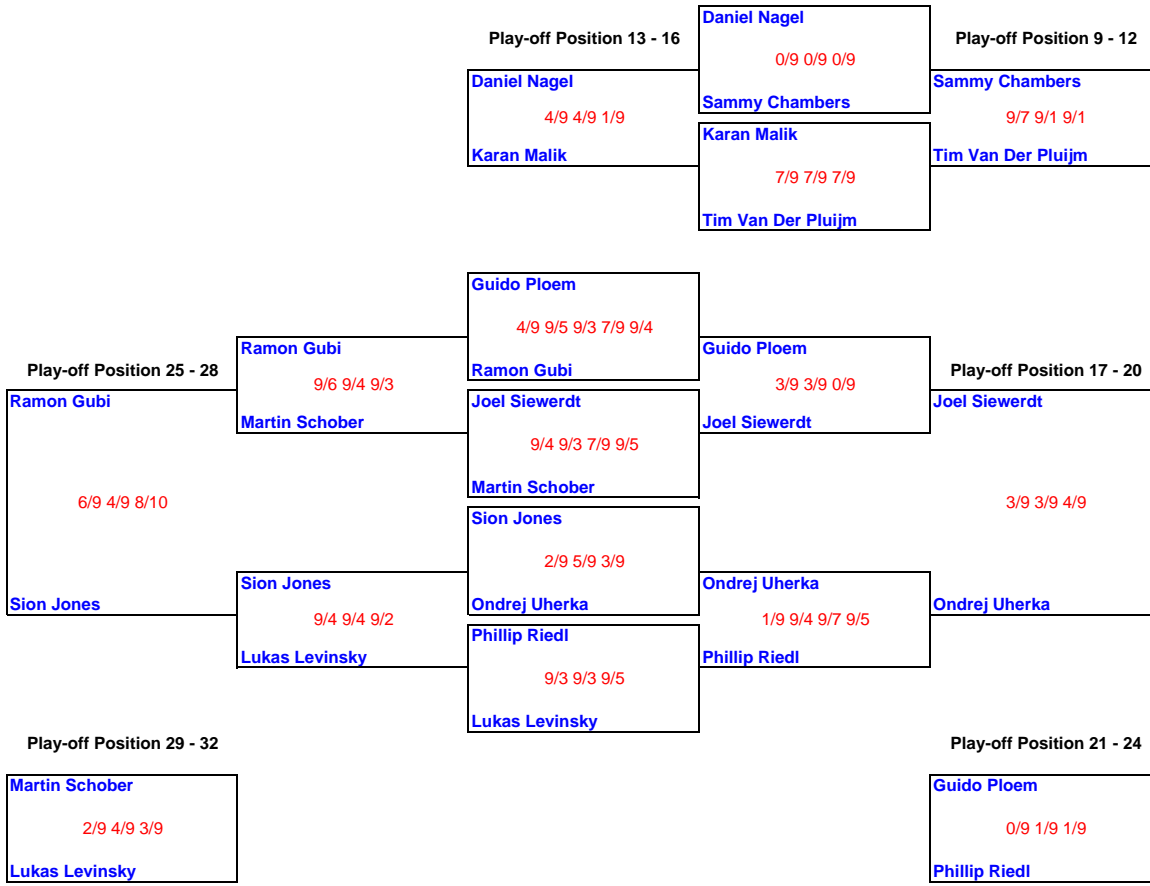 Daniel Nagel
Play-off Position 13 - 16
Play-off Position 9 - 12
0/9 0/9 0/9
Daniel Nagel
Sammy Chambers
Sammy Chambers
4/9 4/9 1/9
9/7 9/1 9/1
Karan Malik
Karan Malik
Tim Van Der Pluijm
7/9 7/9 7/9
Tim Van Der Pluijm
Guido Ploem
4/9 9/5 9/3 7/9 9/4
Ramon Gubi
Guido Ploem
Play-off Position 25 - 28
Ramon Gubi
Play-off Position 17 - 20
9/6 9/4 9/3
3/9 3/9 0/9
Ramon Gubi
Joel Siewerdt
Joel Siewerdt
Martin Schober
Joel Siewerdt
9/4 9/3 7/9 9/5
Martin Schober
6/9 4/9 8/10
3/9 3/9 4/9
Sion Jones
2/9 5/9 3/9
Sion Jones
Ondrej Uherka
Sion Jones
Ondrej Uherka
Ondrej Uherka
9/4 9/4 9/2
1/9 9/4 9/7 9/5
Phillip Riedl
Lukas Levinsky
Phillip Riedl
9/3 9/3 9/5
Lukas Levinsky
Play-off Position 29 - 32
Play-off Position 21 - 24
Martin Schober
Guido Ploem
2/9 4/9 3/9
0/9 1/9 1/9
Lukas Levinsky
Phillip Riedl